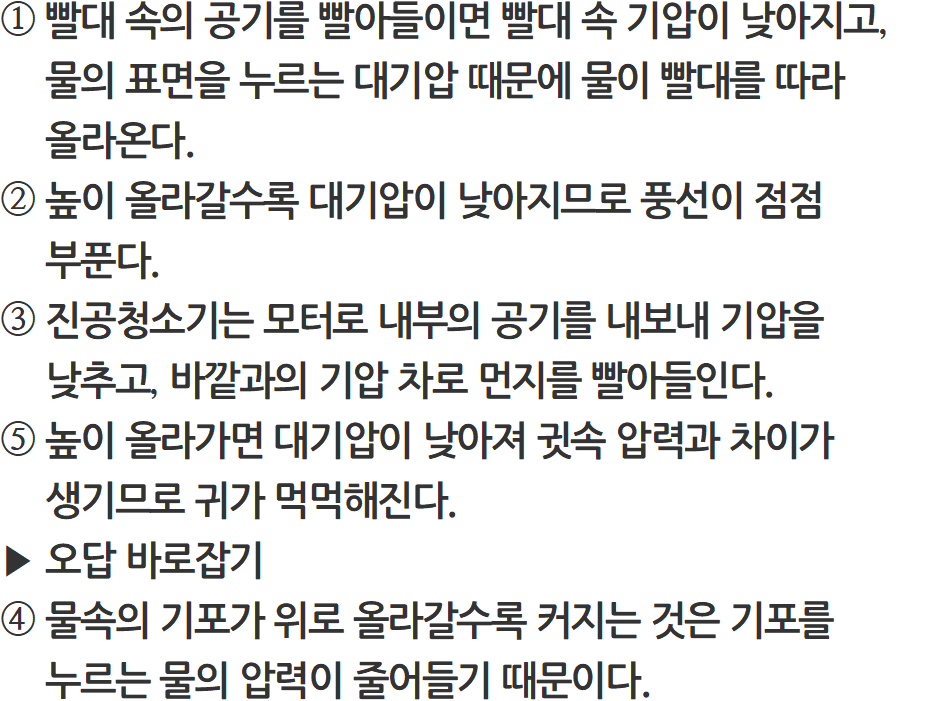 ① 빨대 속의 공기를 빨아들이면 빨대 속 기압이 낮아지고,
물의 표면을 누르는 대기압 때문에 물이 빨대를 따라
올라온다.
② 높이 올라갈수록 대기압이 낮아지므로 풍선이 점점
부푼다.
③ 진공청소기는 모터로 내부의 공기를 내보내 기압을
낮추고, 바깥과의 기압 차로 먼지를 빨아들인다.
⑤ 높이 올라가면 대기압이 낮아져 귓속 압력과 차이가
생기므로 귀가 먹먹해진다.
▶ 오답 바로잡기
④ 물속의 기포가 위로 올라갈수록 커지는 것은 기포를
누르는 물의 압력이 줄어들기 때문이다.